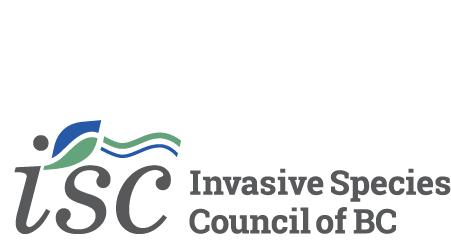 isc
Invasive Species
Council of BC